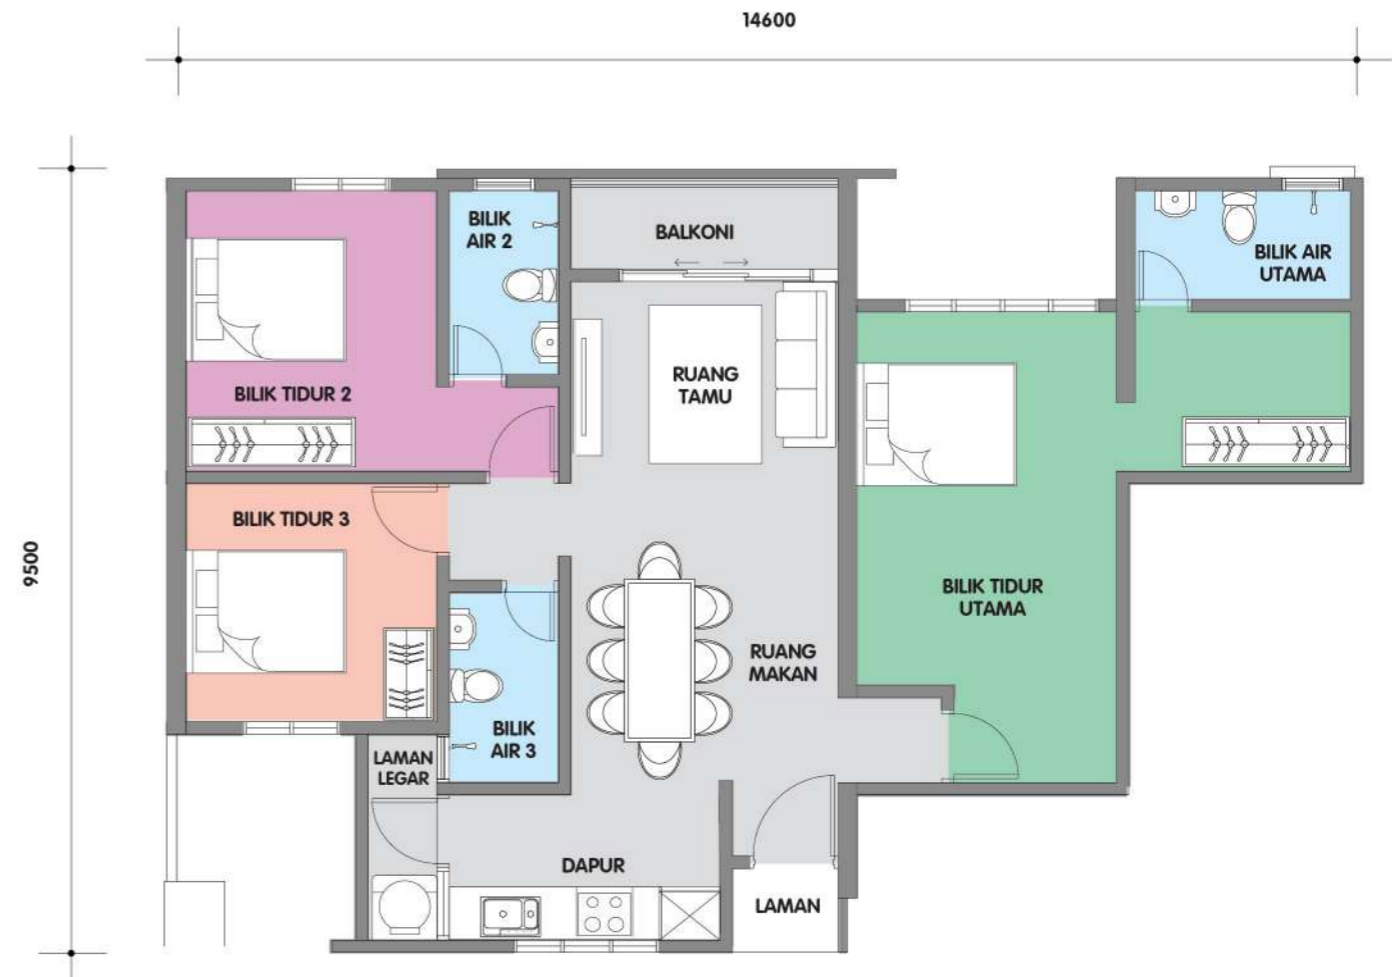 14600
9500
BILIK
AIR 2
BALKONI
BILIK AIR
UTAMA
BILIK TIDUR 2
RUANG
TAMU
BILIK TIDUR 3
BILIK TIDUR
UTAMA
RUANG
MAKAN
BILIK
AIR 3
LAMAN
LEGAR
DAPUR
LAMAN